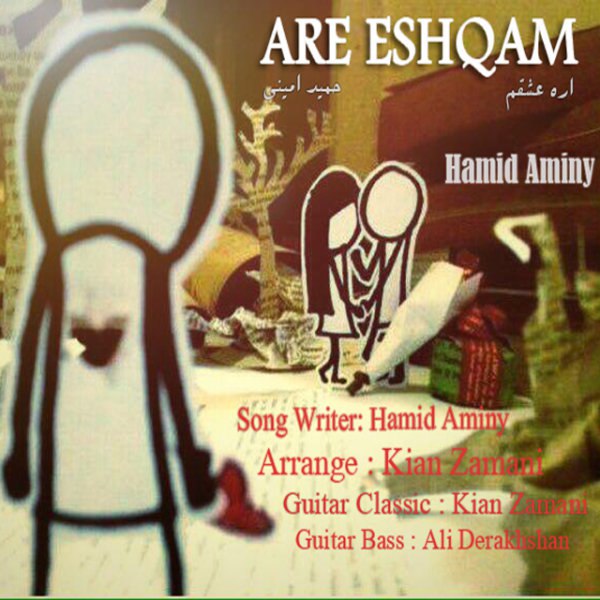 ARE ESHQAM
اره عشقم
حمید امینی
Hamid Aminy
Song Writer: Hamid Aminy
Arrange : Kian Zamani
Guitar Classic : Kian Zamani
Guitar Bass : Ali Derakhshan